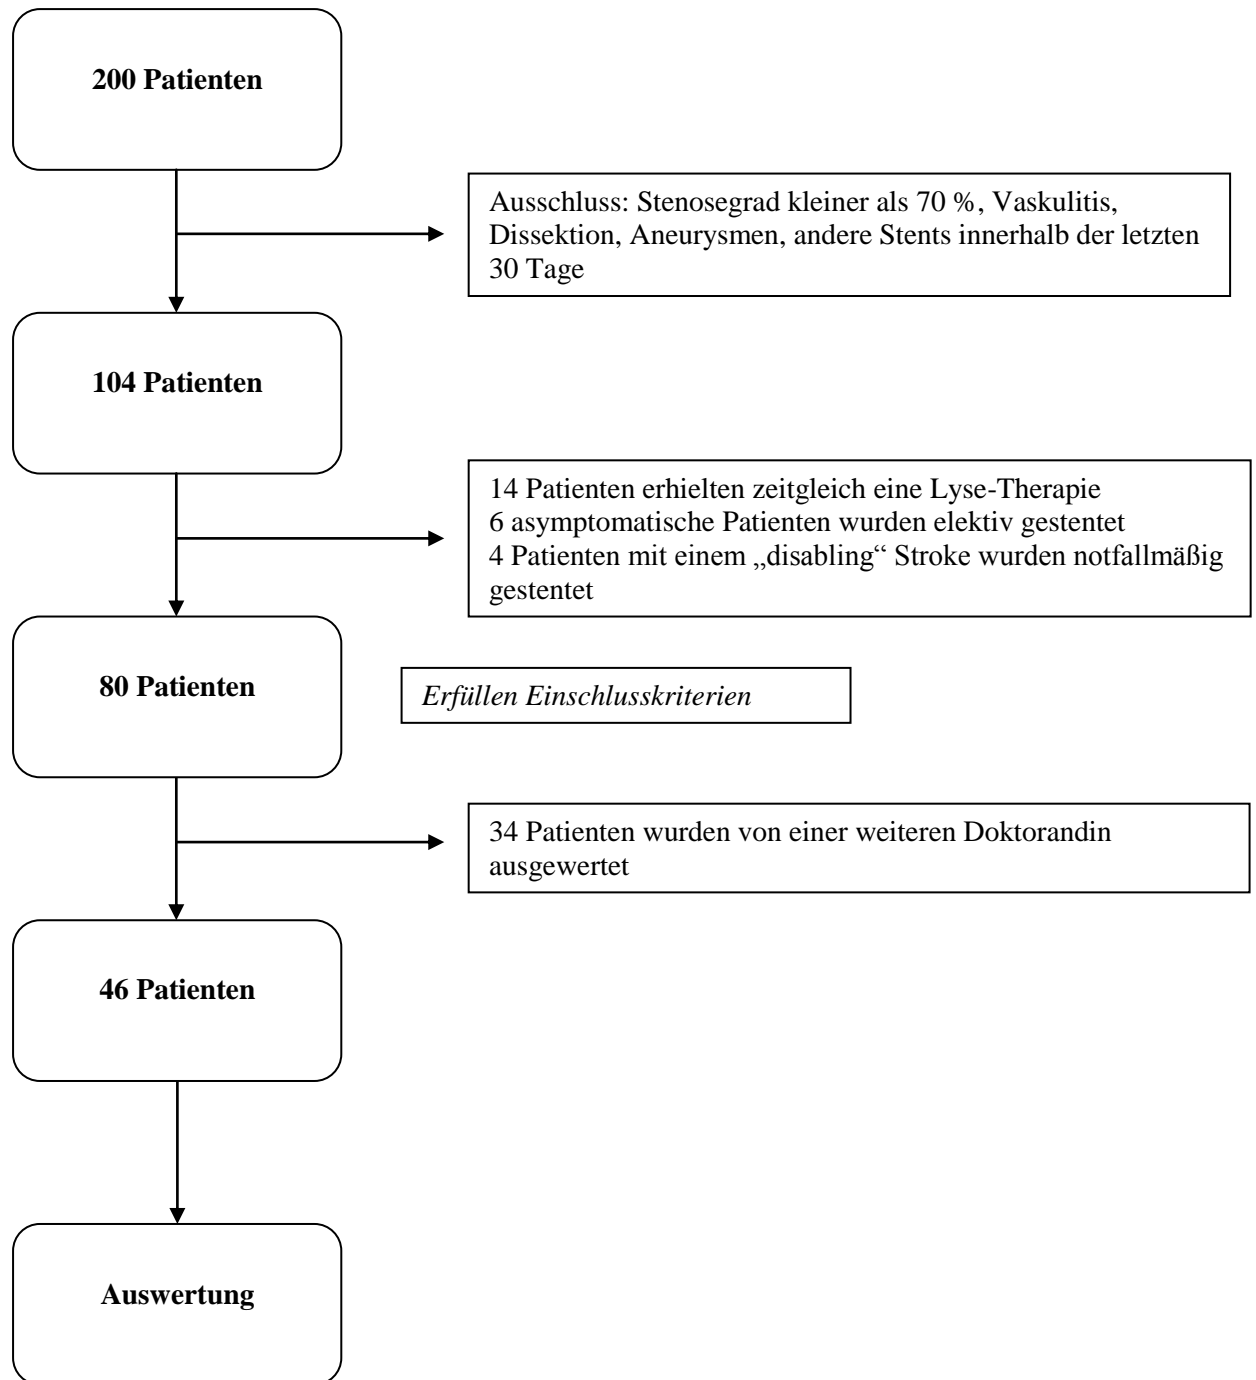 200 Patienten
Ausschluss: Stenosegrad kleiner als 70 %, Vaskulitis,
Dissektion, Aneurysmen, andere Stents innerhalb der letzten
30 Tage
104 Patienten
14 Patienten erhielten zeitgleich eine Lyse-Therapie
6 asymptomatische Patienten wurden elektiv gestentet
4 Patienten mit einem „disabling“ Stroke wurden notfallmäßig
gestentet
80 Patienten
Erfüllen Einschlusskriterien
34 Patienten wurden von einer weiteren Doktorandin
ausgewertet
46 Patienten
Auswertung